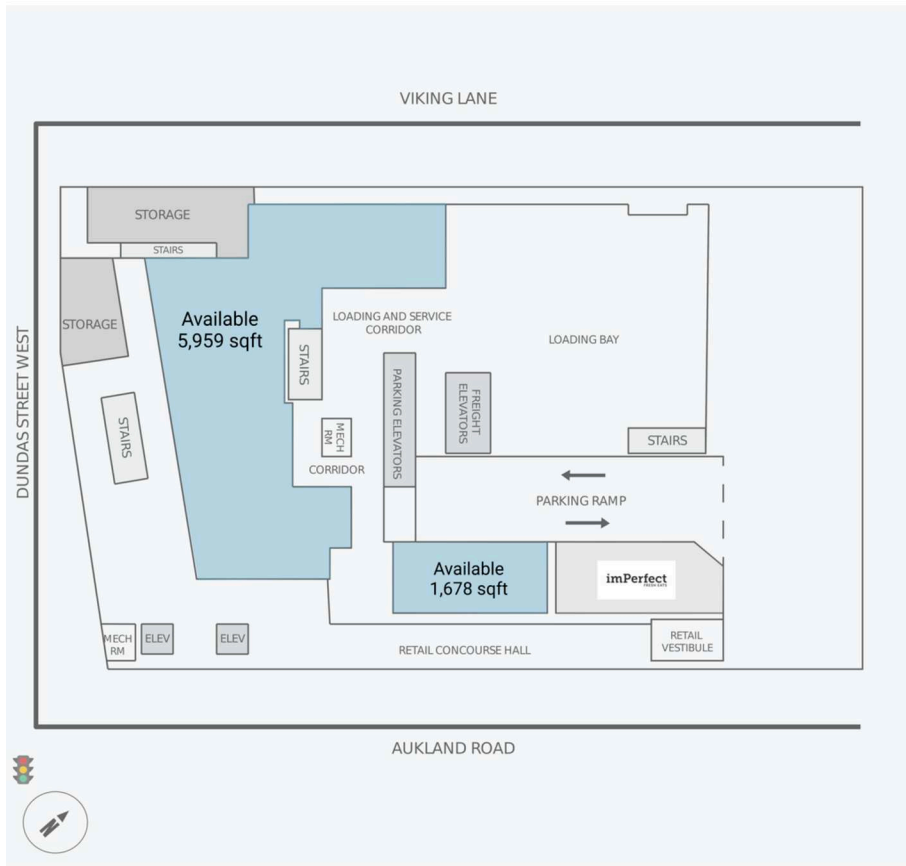 VIKING LANE
STORAGE
STAIRS
STORAGE
Available
5,959 sqft
LOADING AND SERVICE
CORRIDOR
LOADING BAY
DUNDAS STREET WEST
STAIRS
STAIRS
PARKING ELEVATORS
FREIGHT
ELEVATORS
MECH
RM
STAIRS
CORRIDOR
PARKING RAMP
Available
1,678 sqft
imPerfect
FRESH EATS
MECH
RM
ELEV
ELEV
RETAIL CONCOURSE HALL
RETAIL
VESTIBULE
AUKLAND ROAD
N